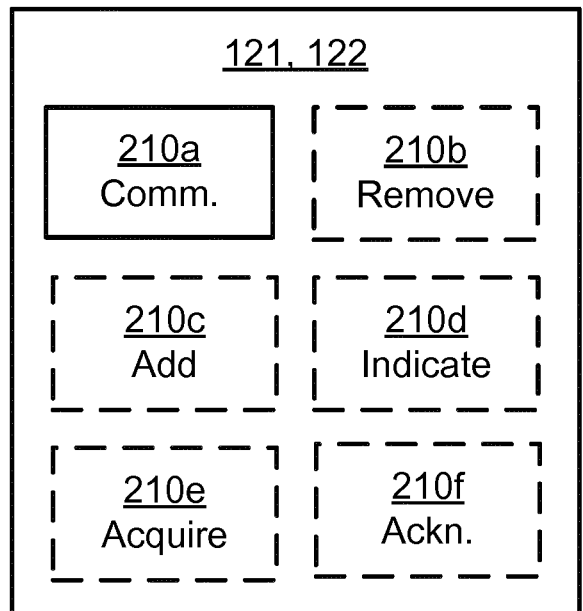 121, 122
210a
Comm.
210b
Remove
210c
Add
210d
Indicate
210e
Acquire
210f
Ackn.